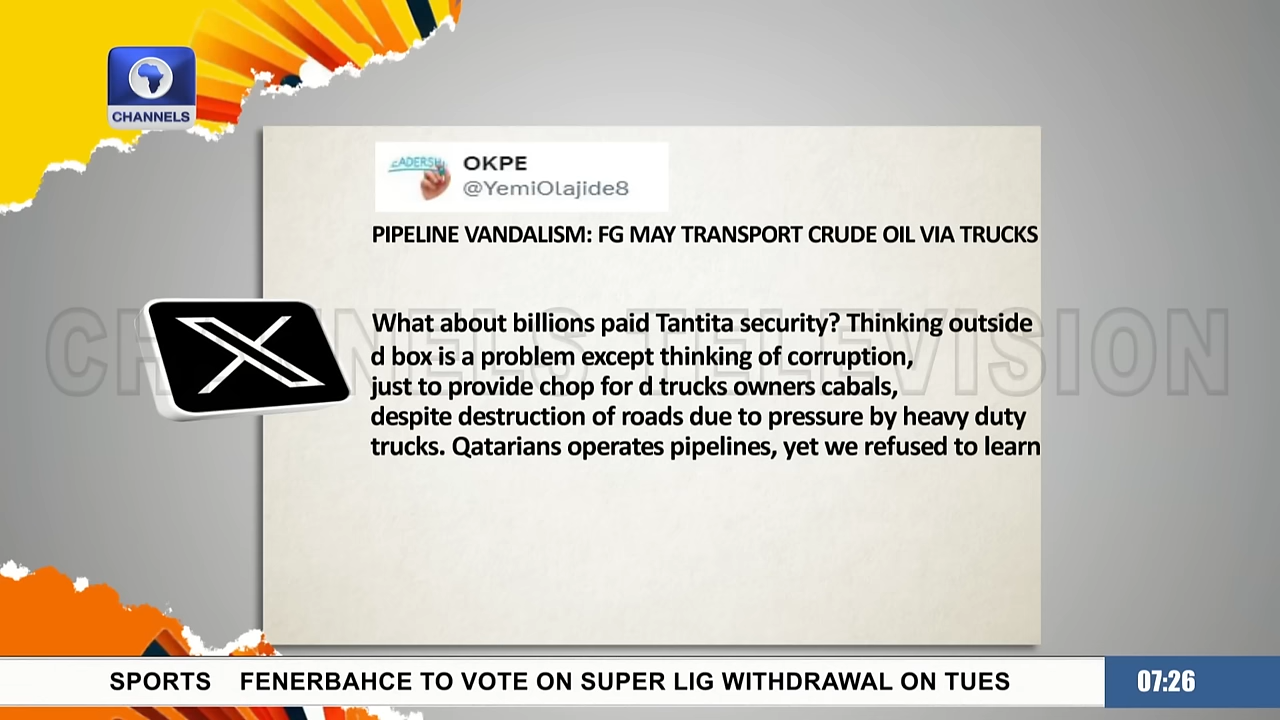 CHANNELS
ADERSH
OKPE
@YemiOlajide8
PIPELINE VANDALISM: FG MAY TRANSPORT CRUDE OIL VIA TRUCKS
CHANNELS TELEVISION
What about billions paid Tantita security? Thinking outside
d box is a problem except thinking of corruption,
just to provide chop for d trucks owners cabals,
despite destruction of roads due to pressure by heavy duty
trucks. Qatarians operates pipelines, yet we refused to learn
SPORTS FENERBAHCE TO VOTE ON SUPER LIG WITHDRAWAL ON TUES
07:26